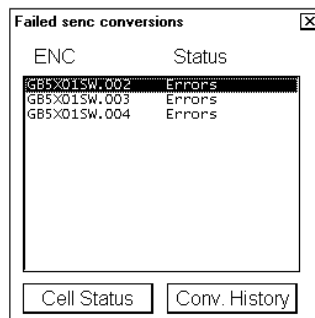 Failed senc conversions
ENC Status
GB5X01SW.002 Errors
GB5X01SW.003 Errors
GB5X01SW.004 Errors
Cell Status Conv. History